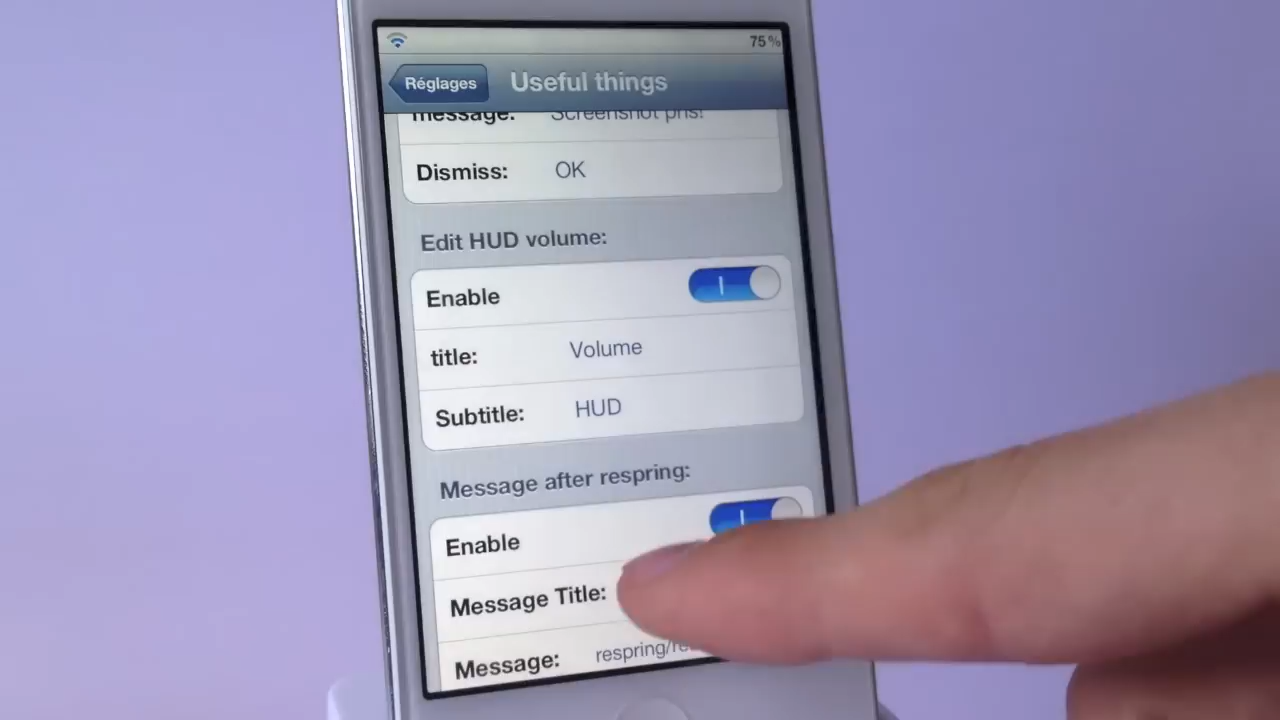 75%
Réglages Useful things
message: Screenshot pris!
Dismiss: OK
Edit HUD volume:
Enable
title: Volume
Subtitle: HUD
Message after respring:
Enable
Message Title:
Message: respring/